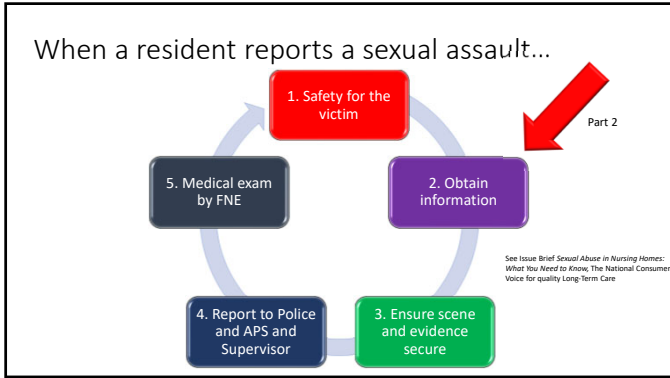 When a resident reports a sexual assault...
1. Safety for the
victim
Part 2
2. Obtain
information
See Issue Brief Sexual Abuse in Nursing Homes:
What You Need to Know, The National Consumer
Voice for quality Long-Term Care
3. Ensure scene
and evidence
secure
4. Report to Police
and APS and
Supervisor
5. Medical exam
by FNE